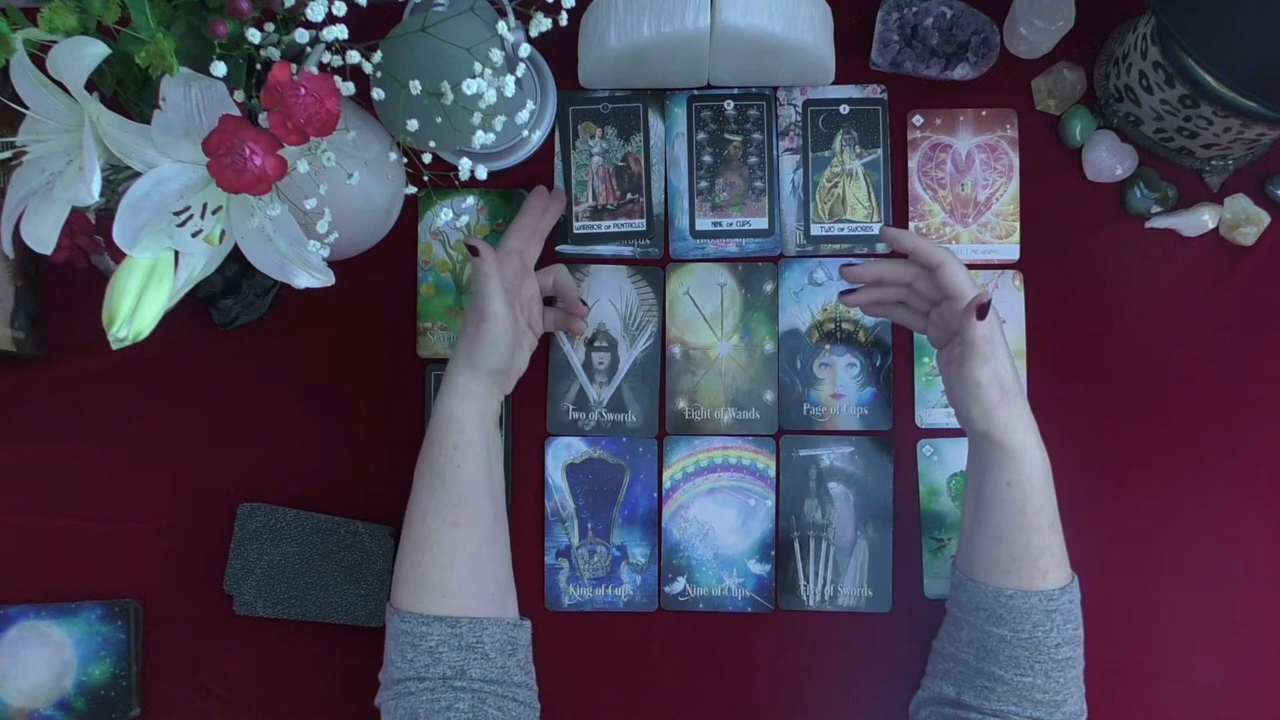 WARRIOR OF PENTACLES
NINE OF CUPS
TWO OF SWORDS
Seven
Two of Swords
Eight of Wands
Page of Cups
King of Cups
Nine of Cups
Five of Swords